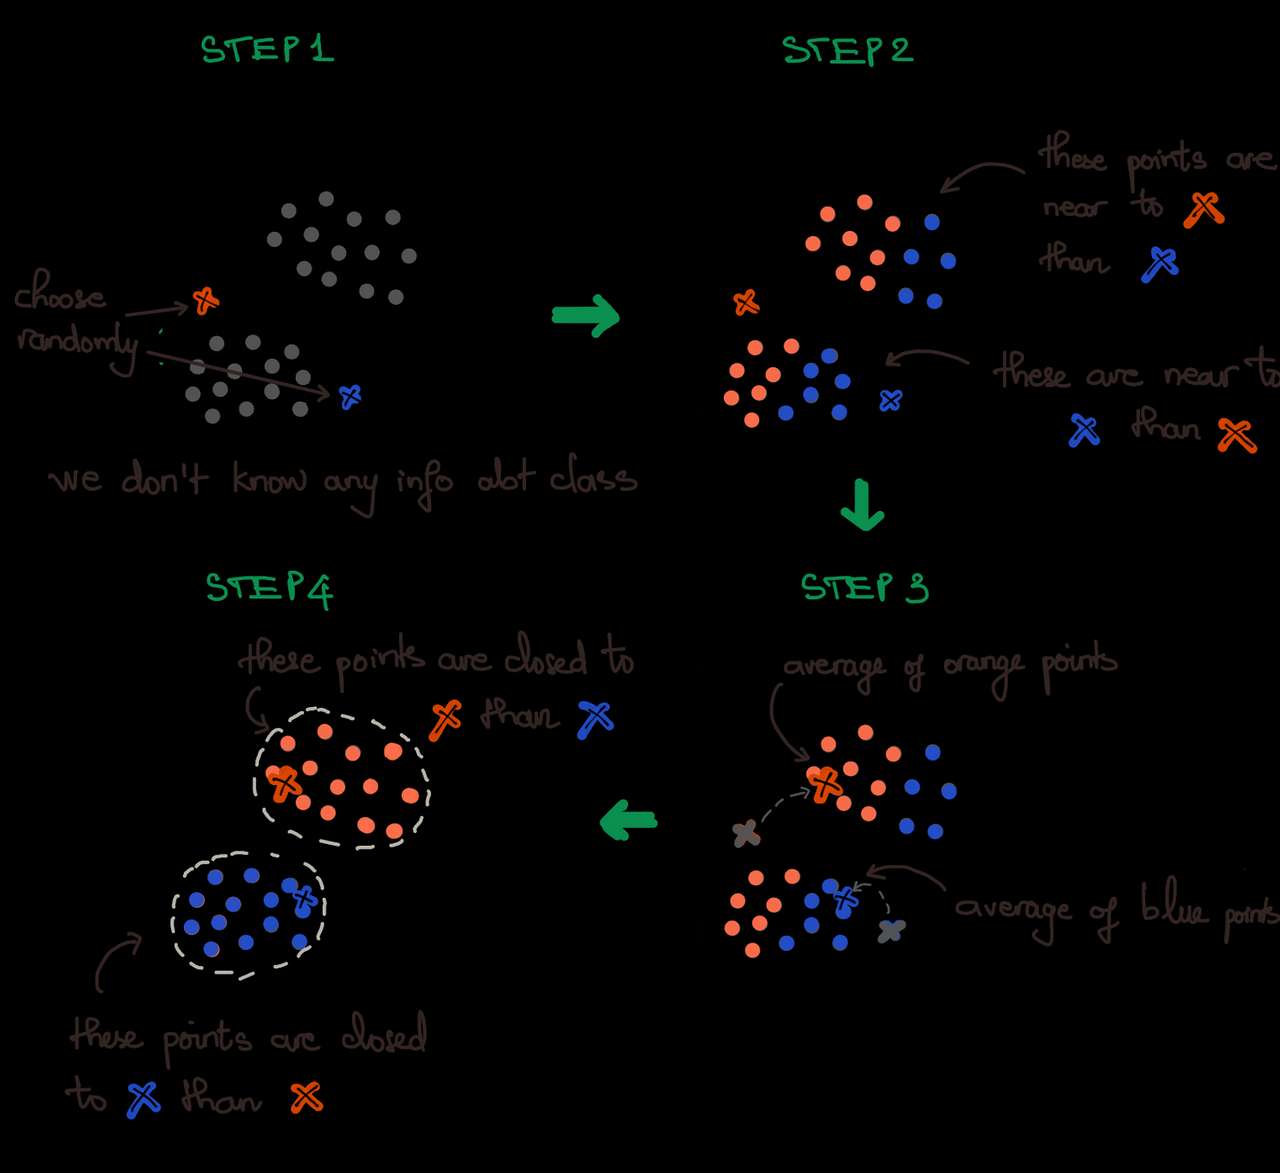 STEP 1
choose
randomly
we don't know any info abt class
STEP 2
these points are
near to
than
these are near to
than
STEP 3
average of orange points
average of blue points
STEP 4
these points are closed to
than
these points are closed
to than